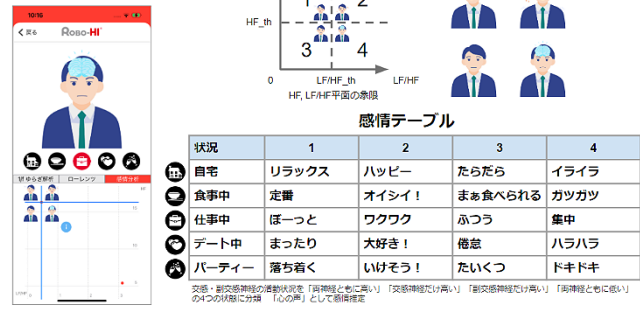 10/16
戻る
ROBO-HI
ゆらぎ解析
ローレンツ
感情分析
HF
LF/HF
1
2
HF_th
3
4
0
LF/HF_th
LF/HF
HF, LF/HF平面の象限
感情テーブル
状況 1 2 3 4
自宅 リラックス ハッピー たらだら イライラ
食事中 定番 オイシイ! まぁ食べられる ガツガツ
仕事中 ぼーっと ワクワク ふつう 集中
デート中 まったり 大好き! 倦怠 ハラハラ
パーティー 落ち着く いけそう! たいくつ ドキドキ
交感・副交感神経の活動状況を「両神経ともに高い」「交感神経だけ高い」「副交感神経だけ高い」「両神経ともに低い」
の4つの状態に分類 「心の声」として感情推定